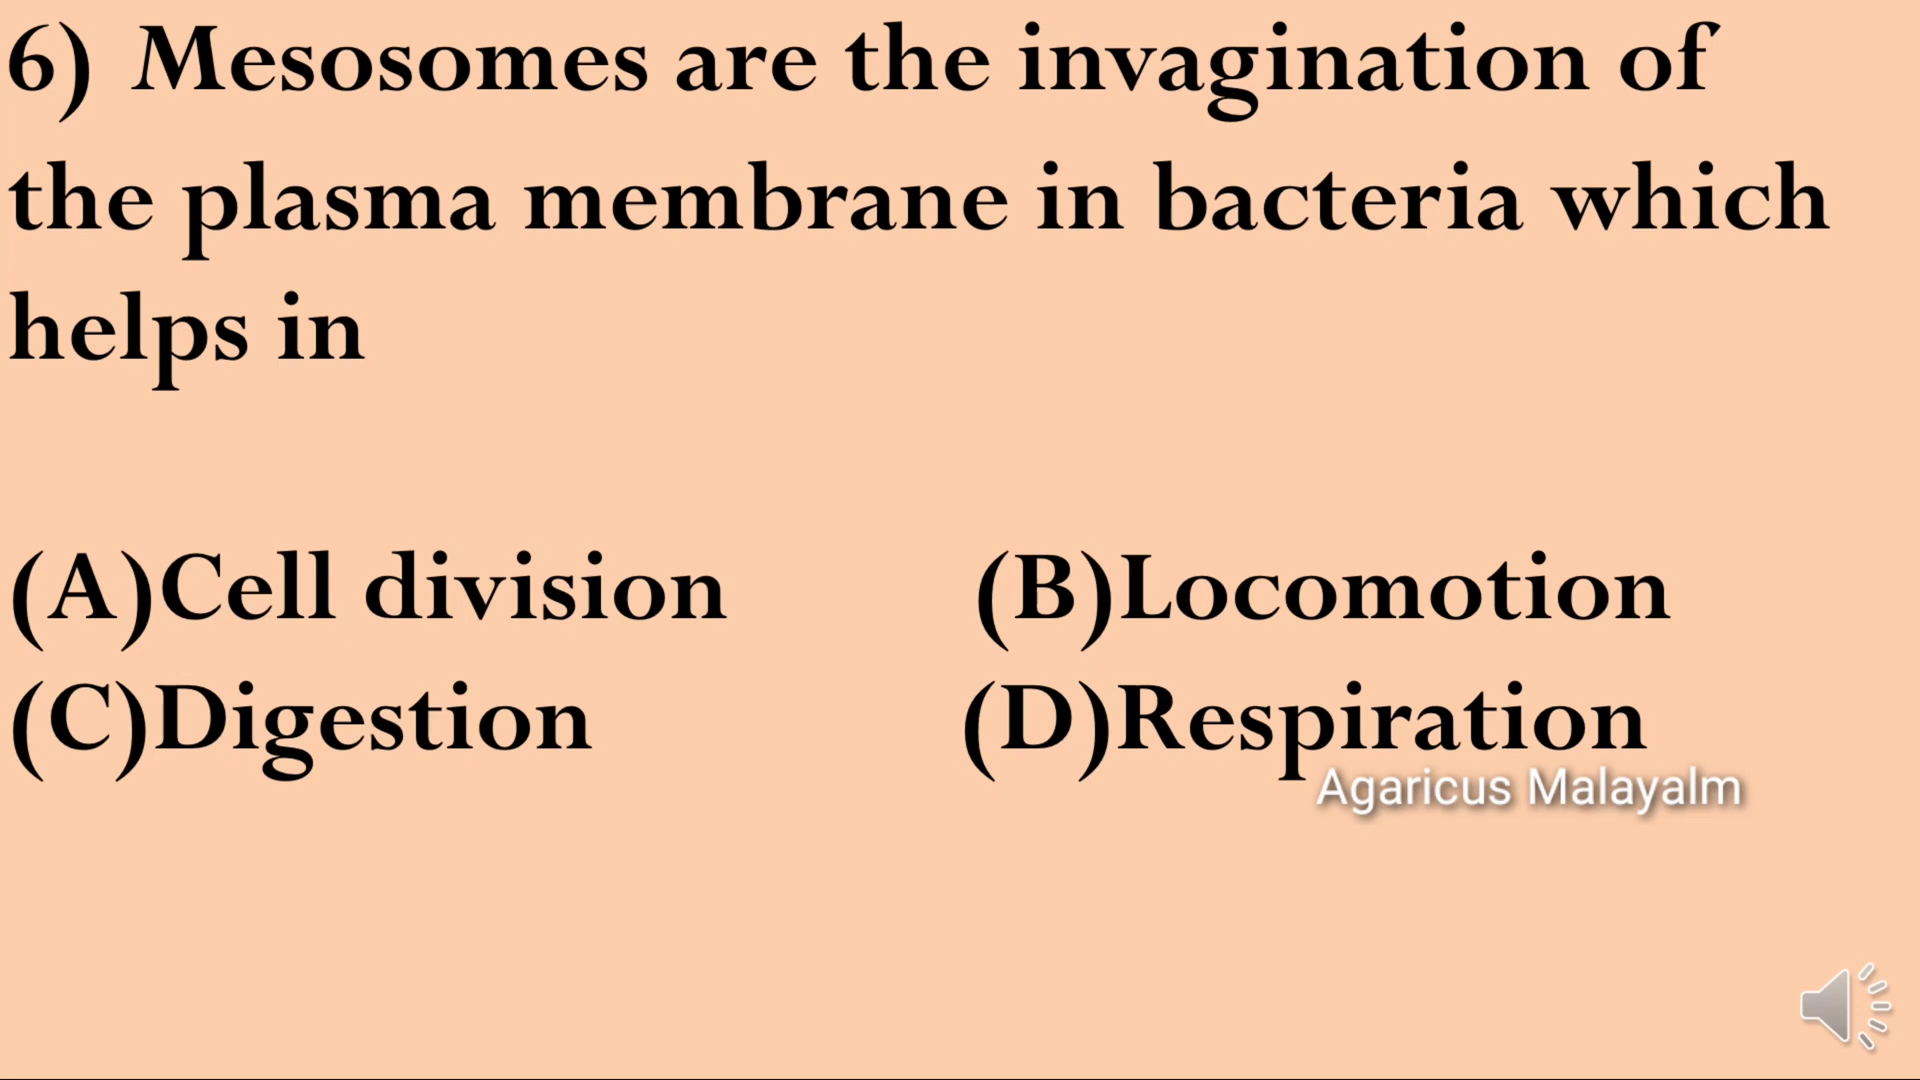 6) Mesosomes are the invagination of
the plasma membrane in bacteria which
helps in
(A)Cell division (B)Locomotion
(C)Digestion (D)Respiration
Agaricus Malayalm